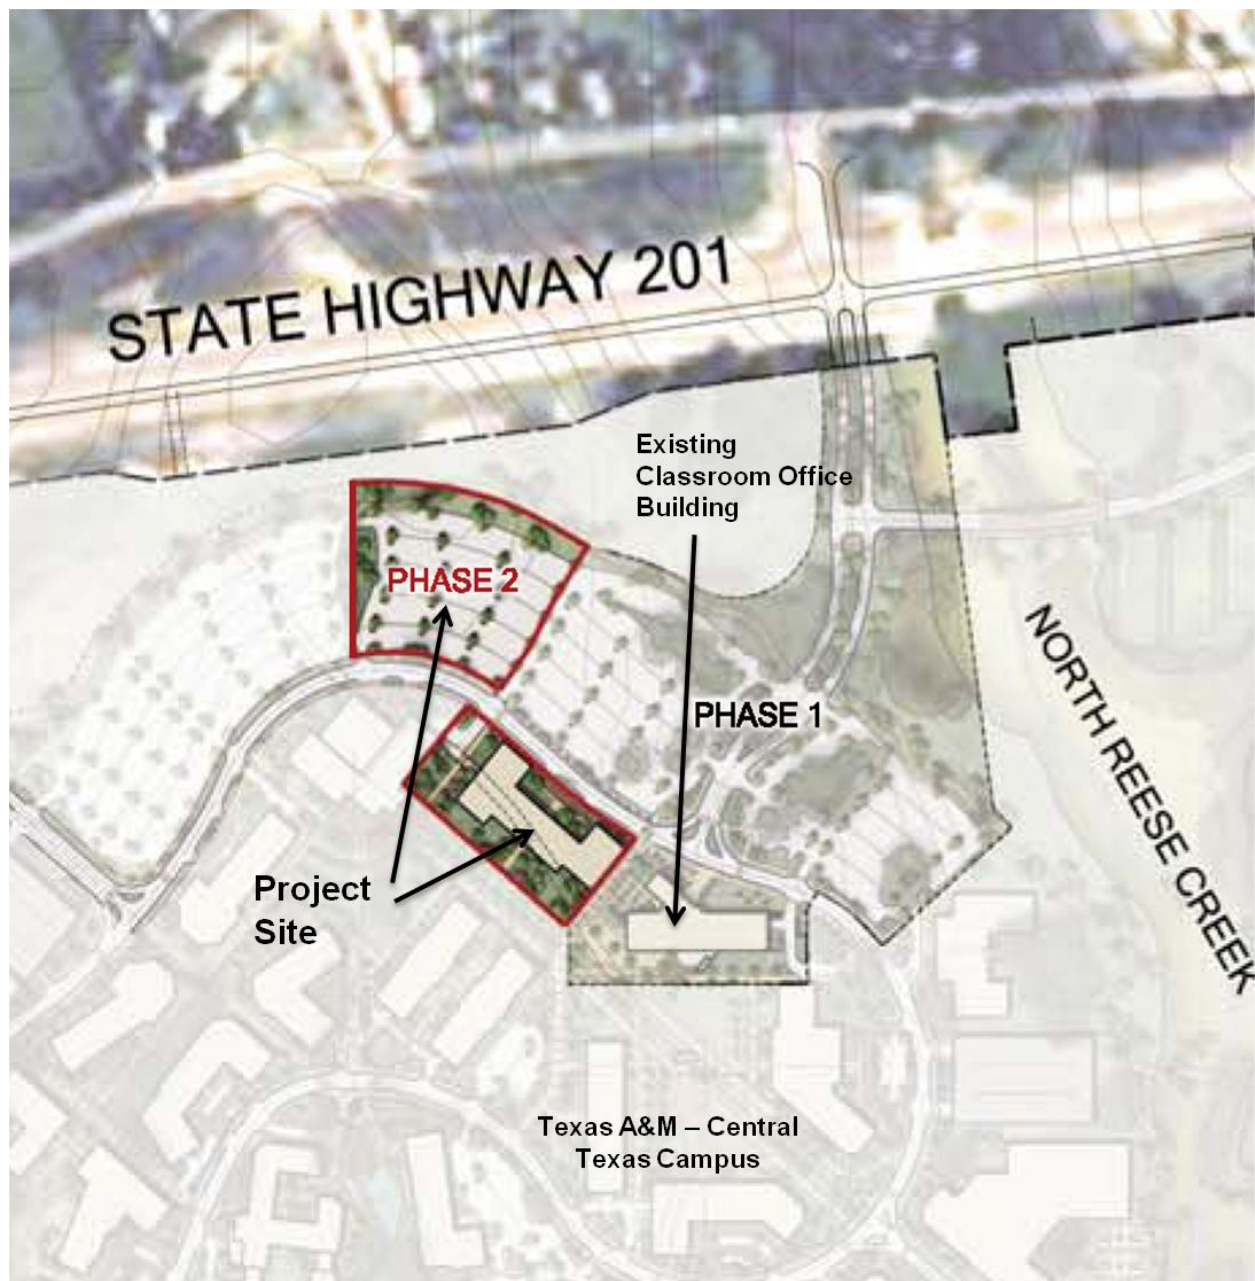 STATE HIGHWAY 201
Existing
Classroom Office
Building
PHASE 2
PHASE 1
NORTH REESE CREEK
Project
Site
Texas A&M – Central
Texas Campus